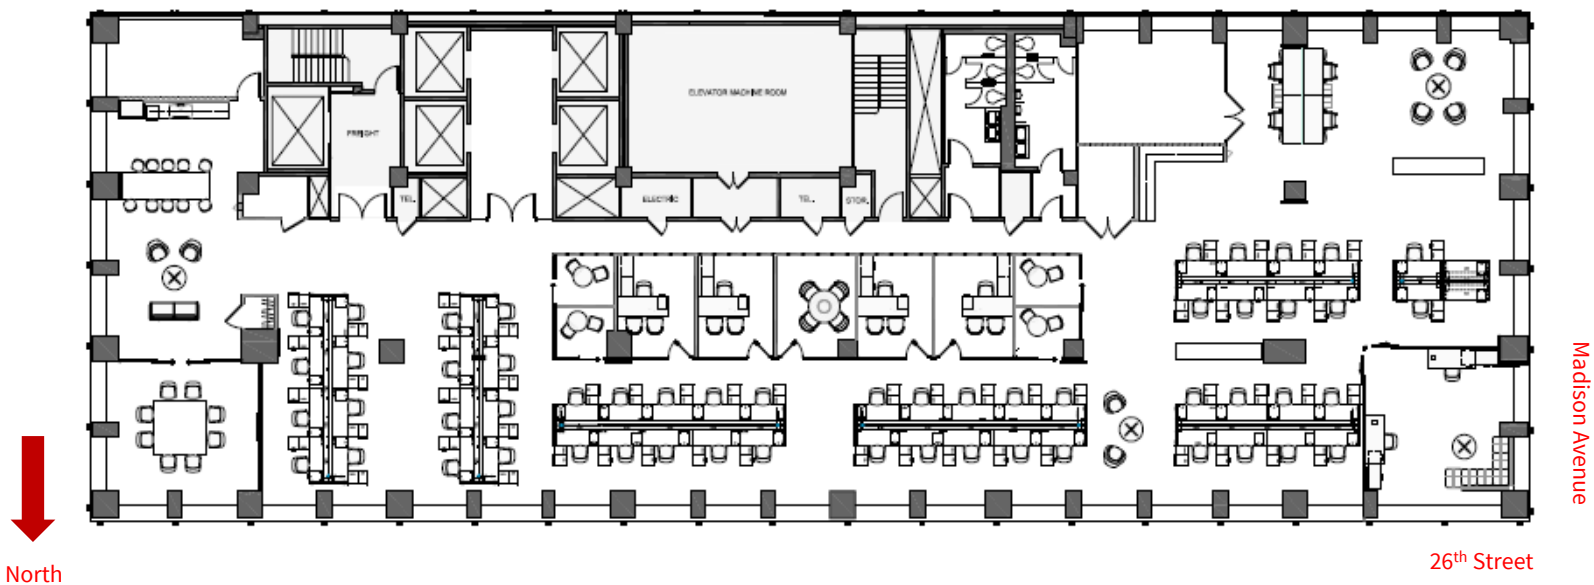 ELEVATOR MACHINE ROOM
FREIGHT
TEL.
ELECTRIC
TEL.
STOR.
Madison Avenue
26th Street
North